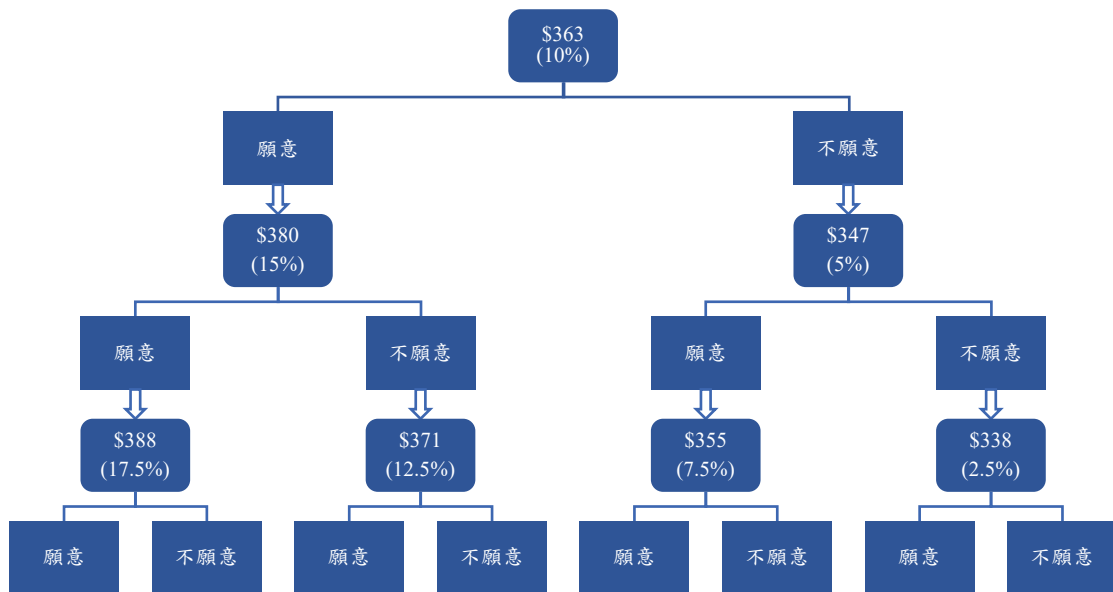 $363
(10%)
願意
不願意
$380
(15%)
$347
(5%)
願意
不願意
願意
不願意
$388
(17.5%)
$371
(12.5%)
$355
(7.5%)
$338
(2.5%)
願意
不願意
願意
不願意
願意
不願意
願意
不願意